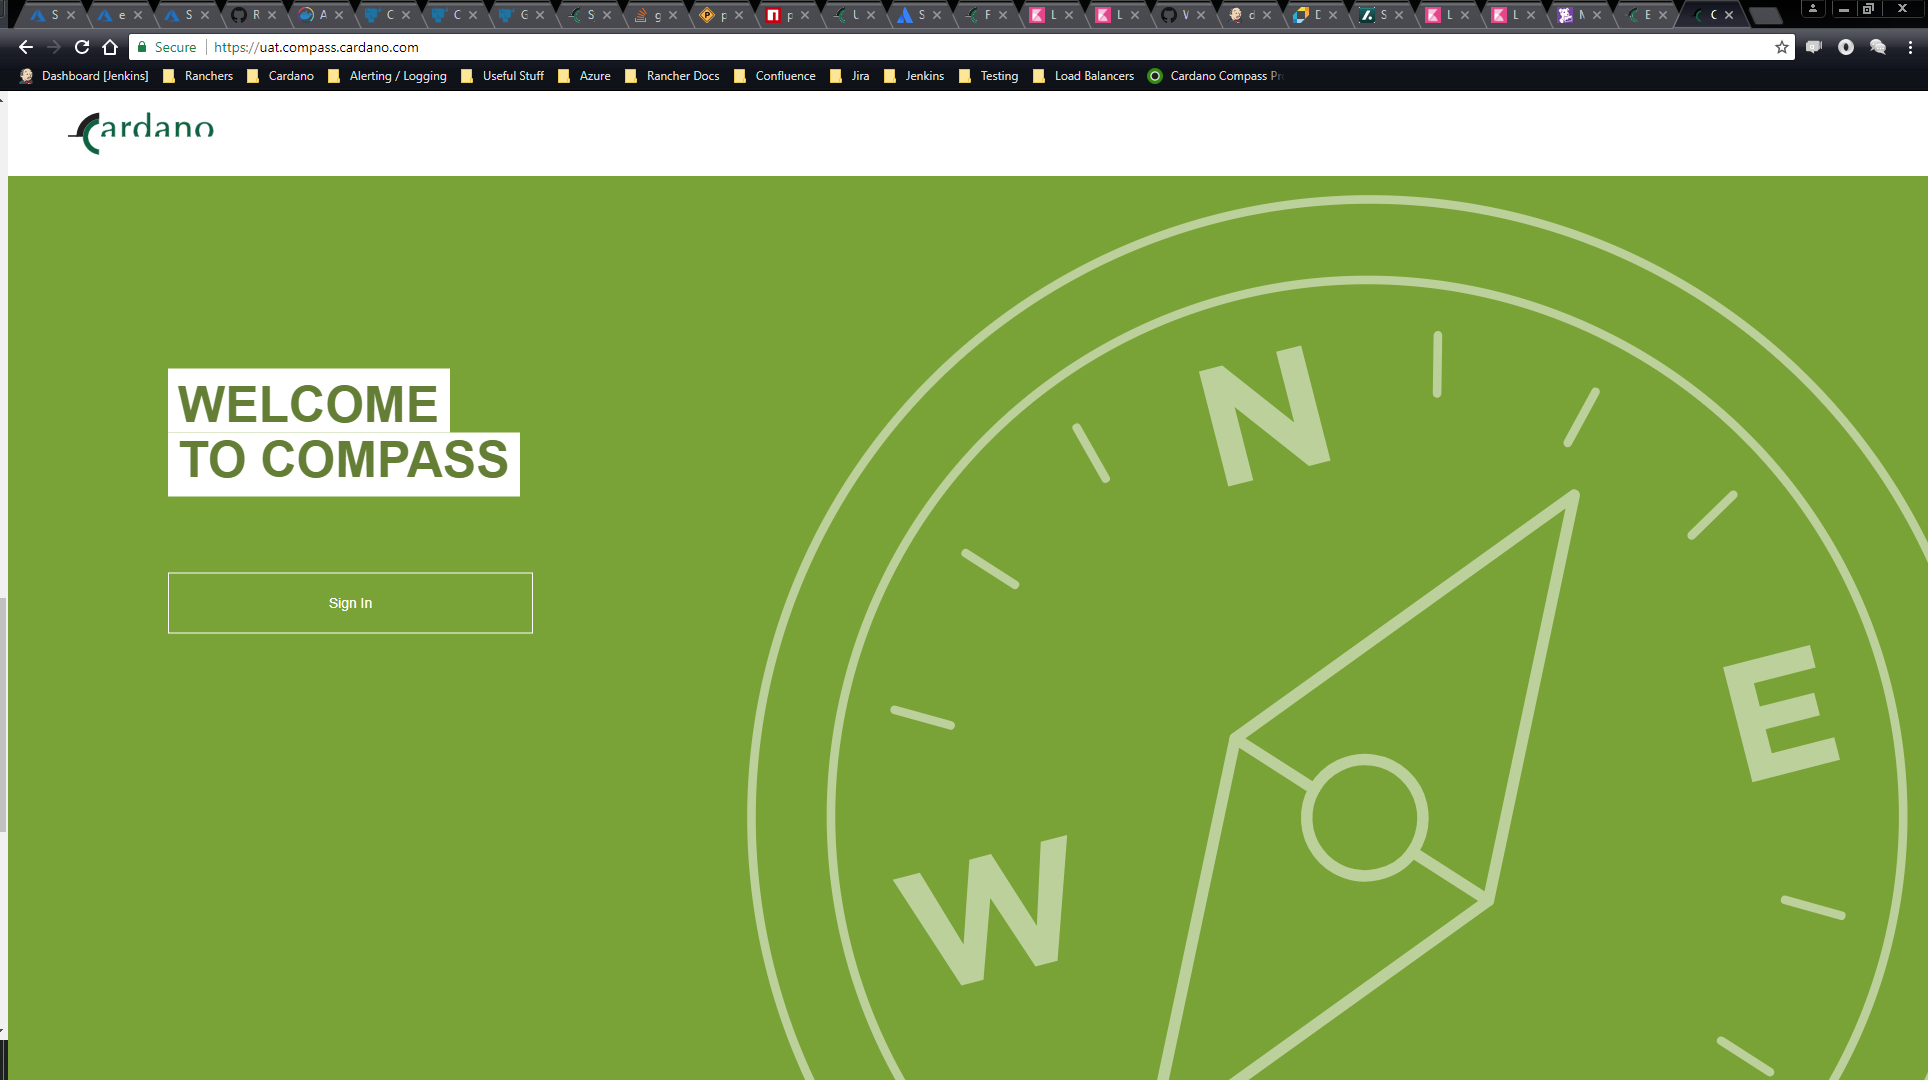 S e S R A C C G S g P p n p U S F L L V d D S L L N E C
Secure https://uat.compass.cardano.com
Dashboard [Jenkins] Ranchers Cardano Alerting / Logging Useful Stuff Azure Rancher Docs Confluence Jira Jenkins Testing Load Balancers Cardano Compass Pr
Cardano
WELCOME
TO COMPASS
Sign In
N
E
W